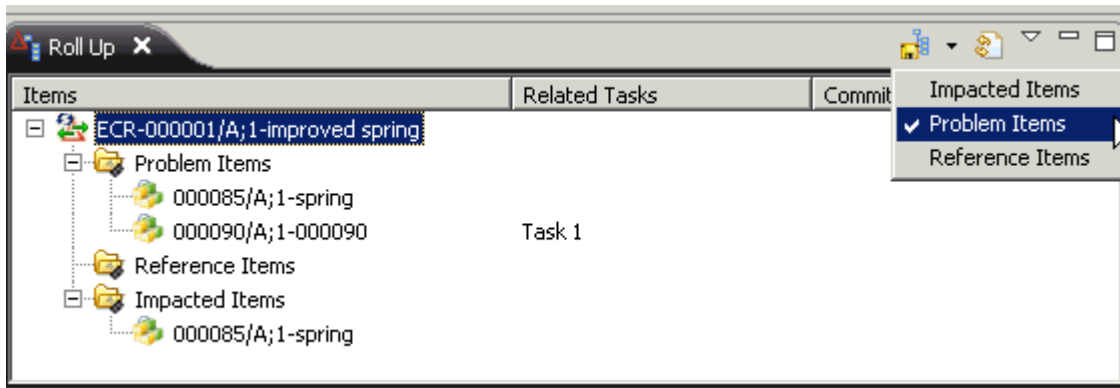 Roll Up
Items Related Tasks Commit
Impacted Items
Problem Items
Reference Items
ECR-000001/A;1-improved spring
Problem Items
000085/A;1-spring
000090/A;1-000090 Task 1
Reference Items
Impacted Items
000085/A;1-spring